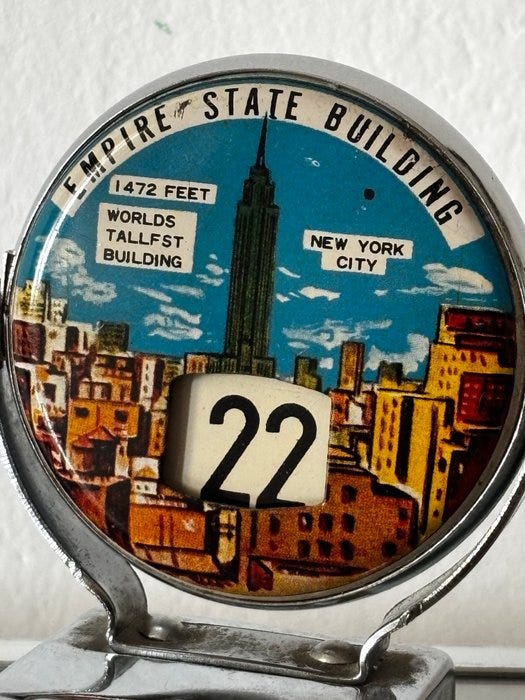 EMPIRE STATE BUILDING
1472 FEET
WORLDS
TALLFST
BUILDING
NEW YORK
CITY
22